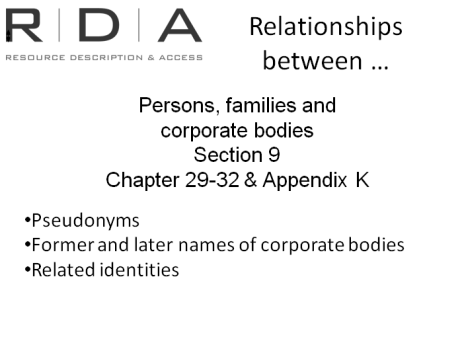 R | D | A
RESOURCE DESCRIPTION & ACCESS
Relationships
between ...
Persons, families and
corporate bodies
Section 9
Chapter 29-32 & Appendix K
•Pseudonyms
•Former and later names of corporate bodies
•Related identities